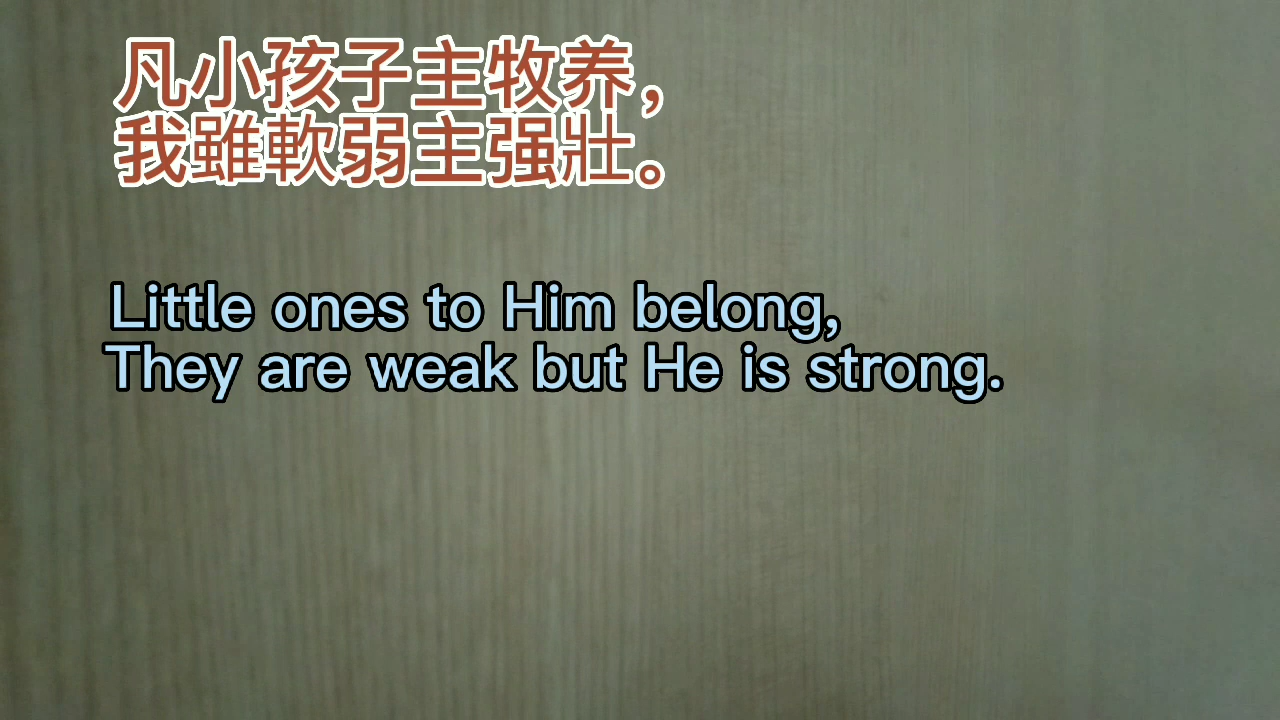 凡小孩子主牧养，
我雖軟弱主强壯。
Little ones to Him belong,
They are weak but He is strong.